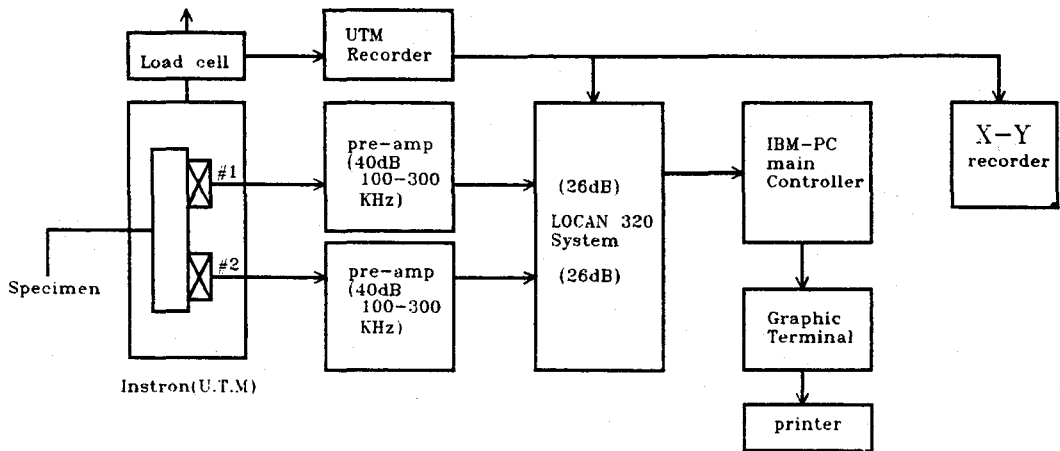 Load cell
UTM
Recorder
#1
#2
Specimen
Instron(U.T.M)
pre-amp
(40dB
100-300
KHz)
pre-amp
(40dB
100-300
KHz)
(26dB)
LOCAN 320
System
(26dB)
IBM-PC
main
Controller
Graphic
Terminal
printer
X-Y
recorder